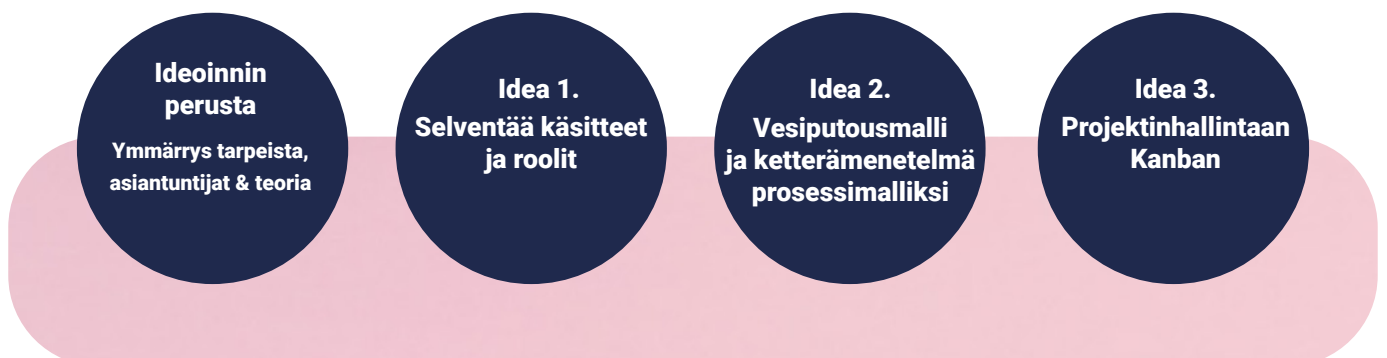 Ideoinnin
perusta
Ymmärrys tarpeista,
asiantuntijat & teoria
Idea 1.
Selventää käsitteet
ja roolit
Idea 2.
Vesiputousmalli
ja ketterämenetelmä
prosessimalliksi
Idea 3.
Projektinhallintaan
Kanban